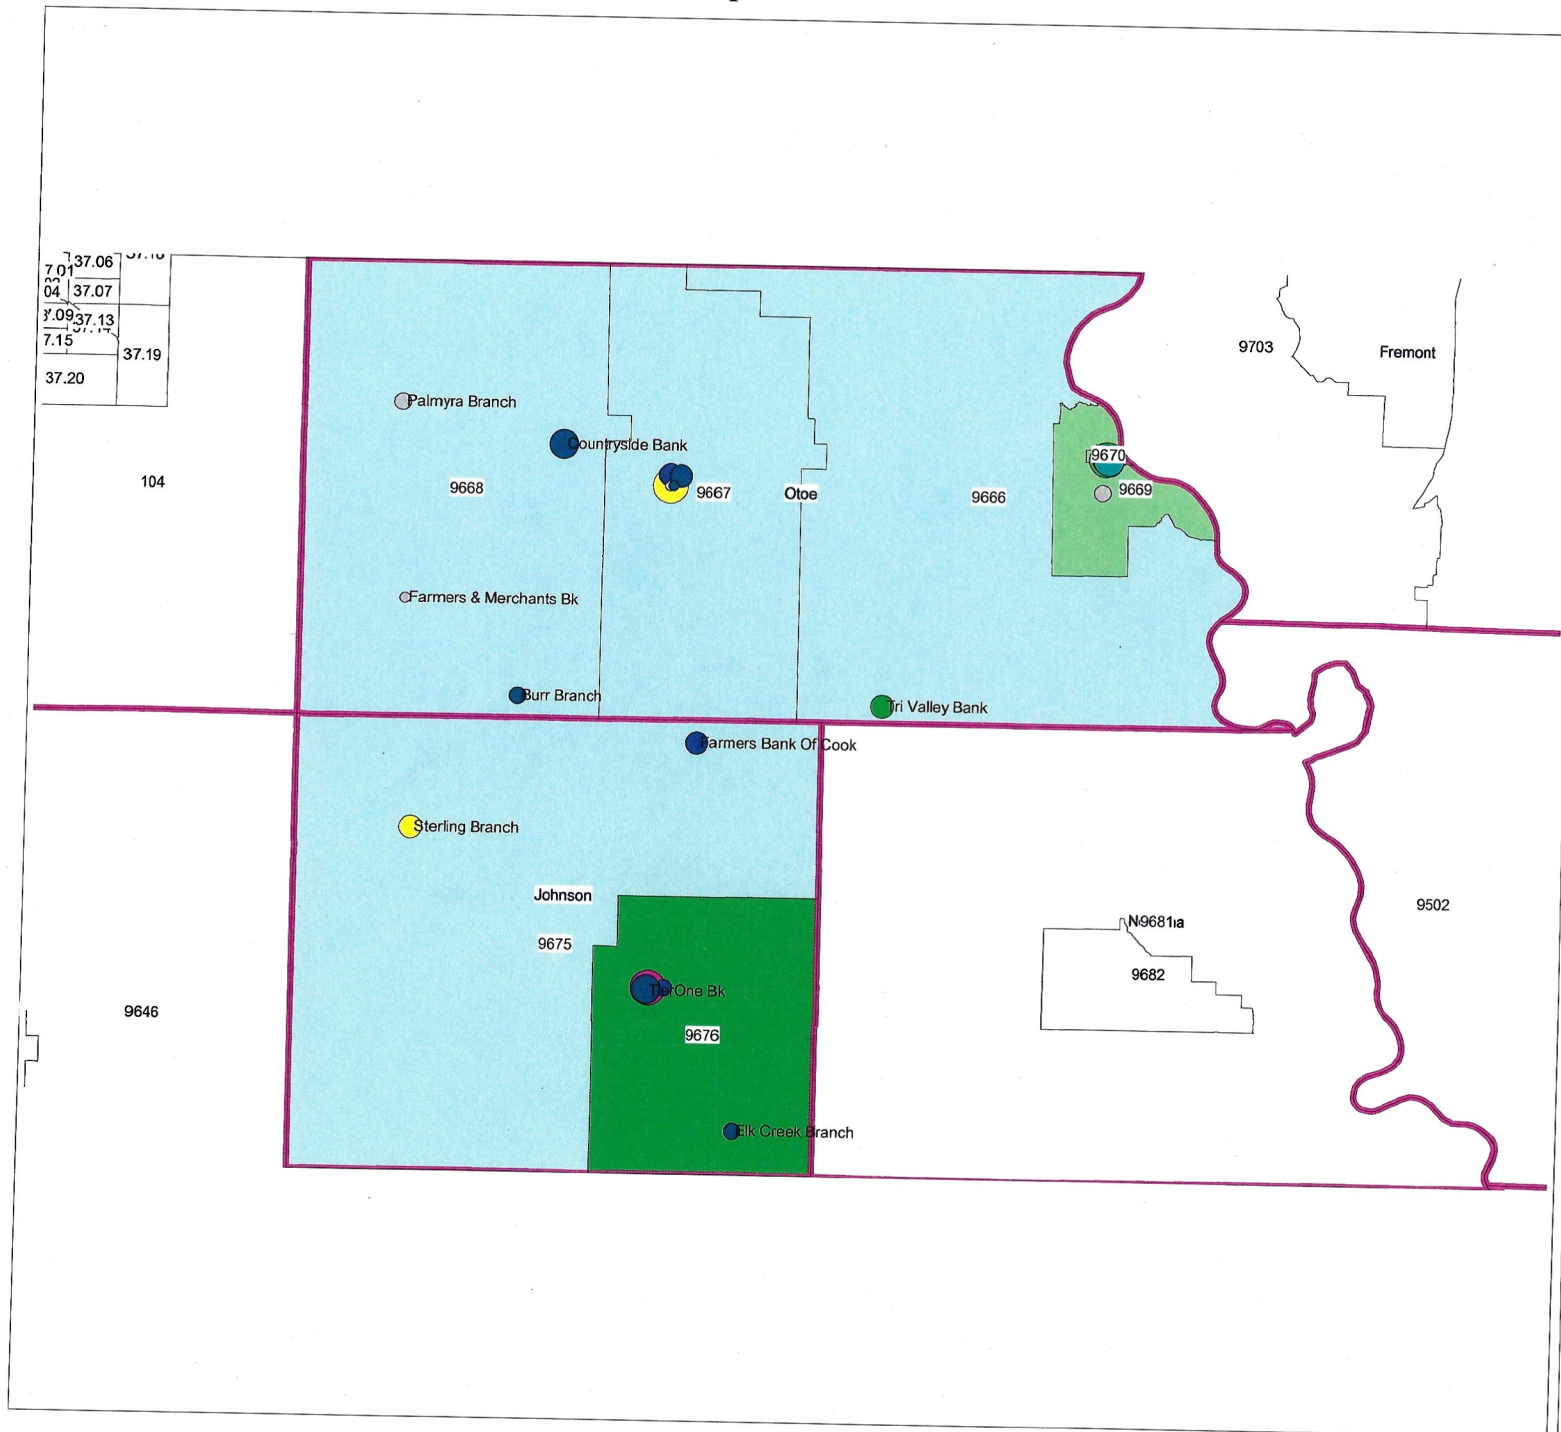 37.06
7.01
04
37.07
37.13
7.15
37.19
37.20
9703
Fremont
Palmyra Branch
Countryside Bank
9670
104
9668
9667
Otoe
9666
9669
Farmers & Merchants Bk
Burr Branch
Tri Valley Bank
Farmers Bank Of Cook
Sterling Branch
Johnson
9675
9502
9681
9682
TierOne Bk
9646
9676
Elk Creek Branch